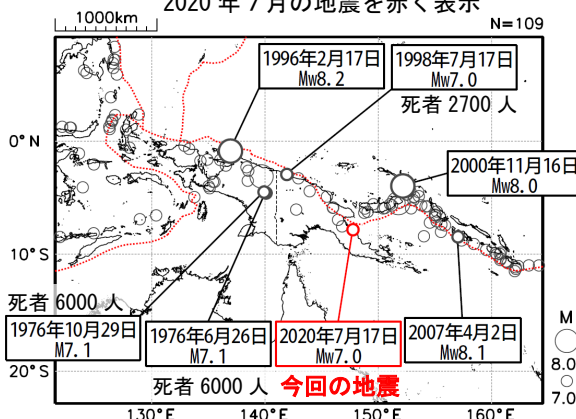 2020年7月の地震を赤く表示
1000km
N=109
1996年2月17日
Mw8.2
1998年7月17日
Mw7.0
死者 2700 人
0° N
2000年11月16日
Mw8.0
10° S
死者 6000 人
1976年10月29日
M7.1
1976年6月26日
M7.1
2020年7月17日
Mw7.0
2007年4月2日
Mw8.1
M
8.0
7.0
20° S
死者 6000 人
今回の地震
130° E
140° E
150° E
160° E